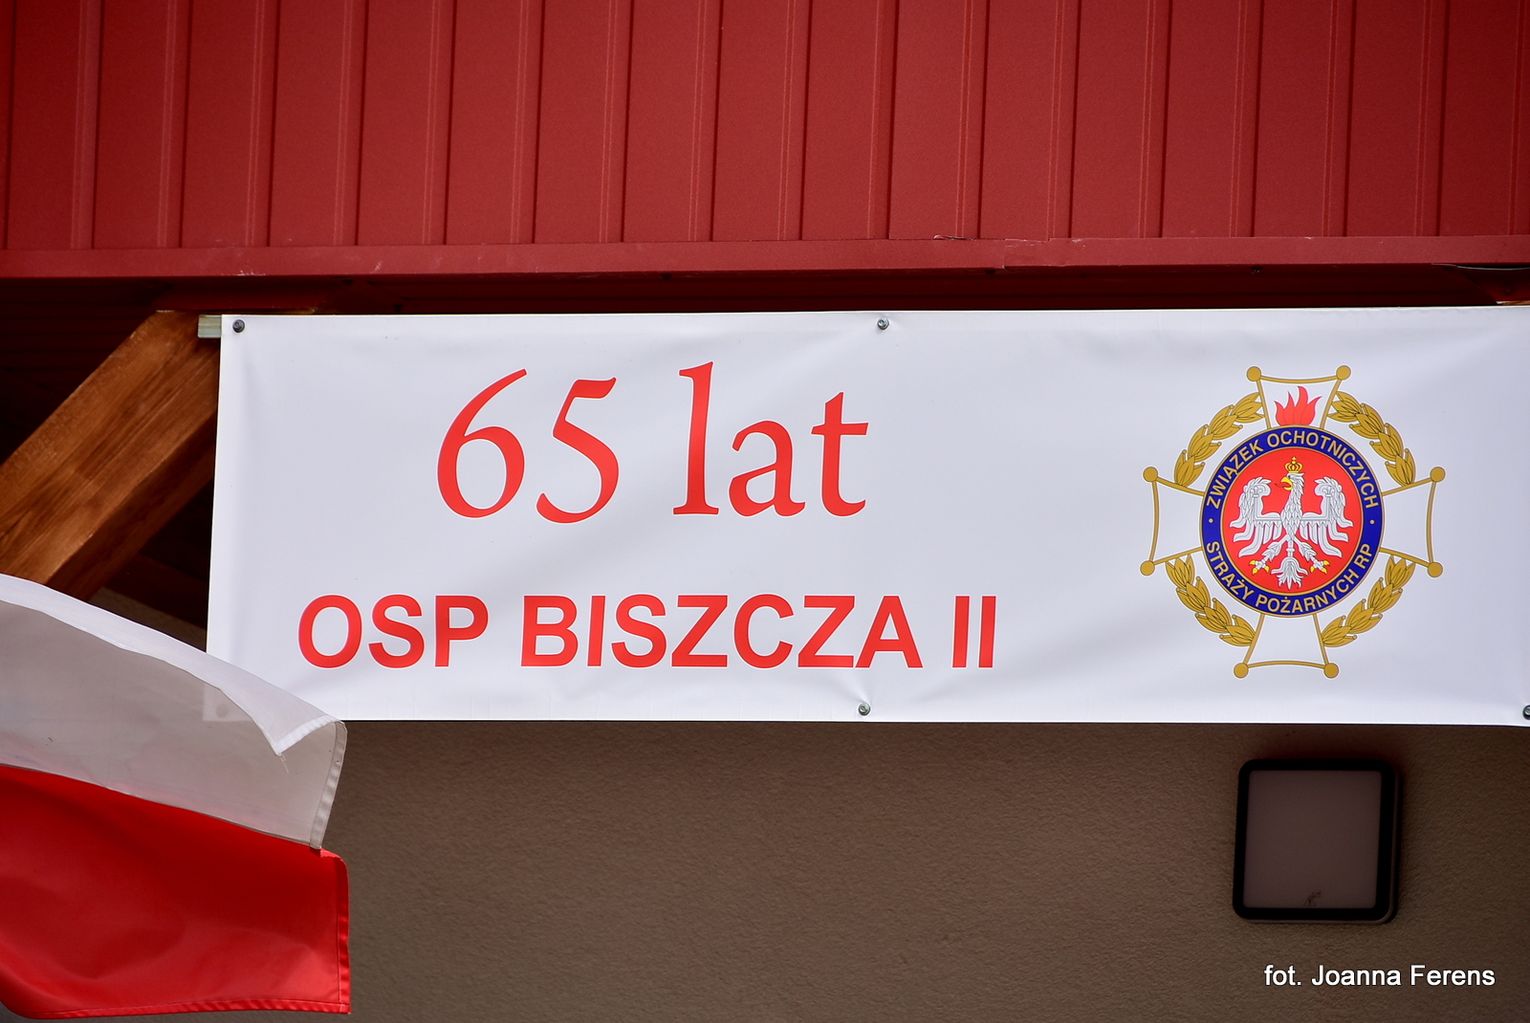 65 lat
OSP BISZCZA II
ZWIĄZEK OCHOTNICZYCH
STRAŻY POŻARNYCH RP
fot. Joanna Ferens